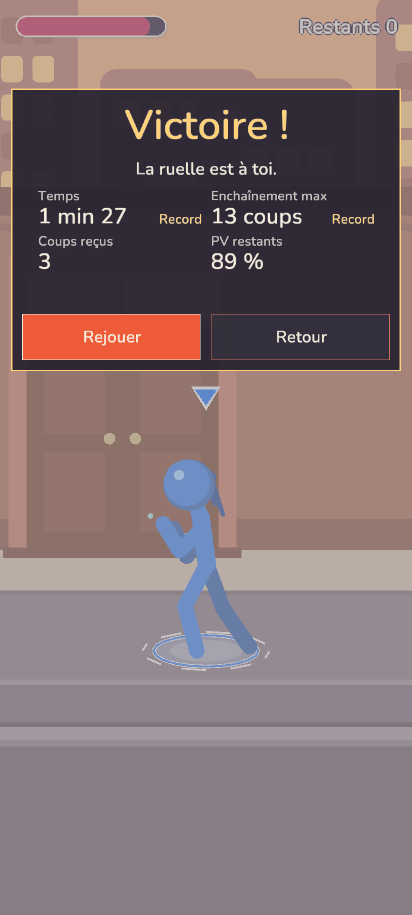 Restants 0
Victoire !
La ruelle est à toi.
Temps
1 min 27 Record
Enchaînement max
13 coups Record
Coups reçus
3
PV restants
89 %
Rejouer
Retour